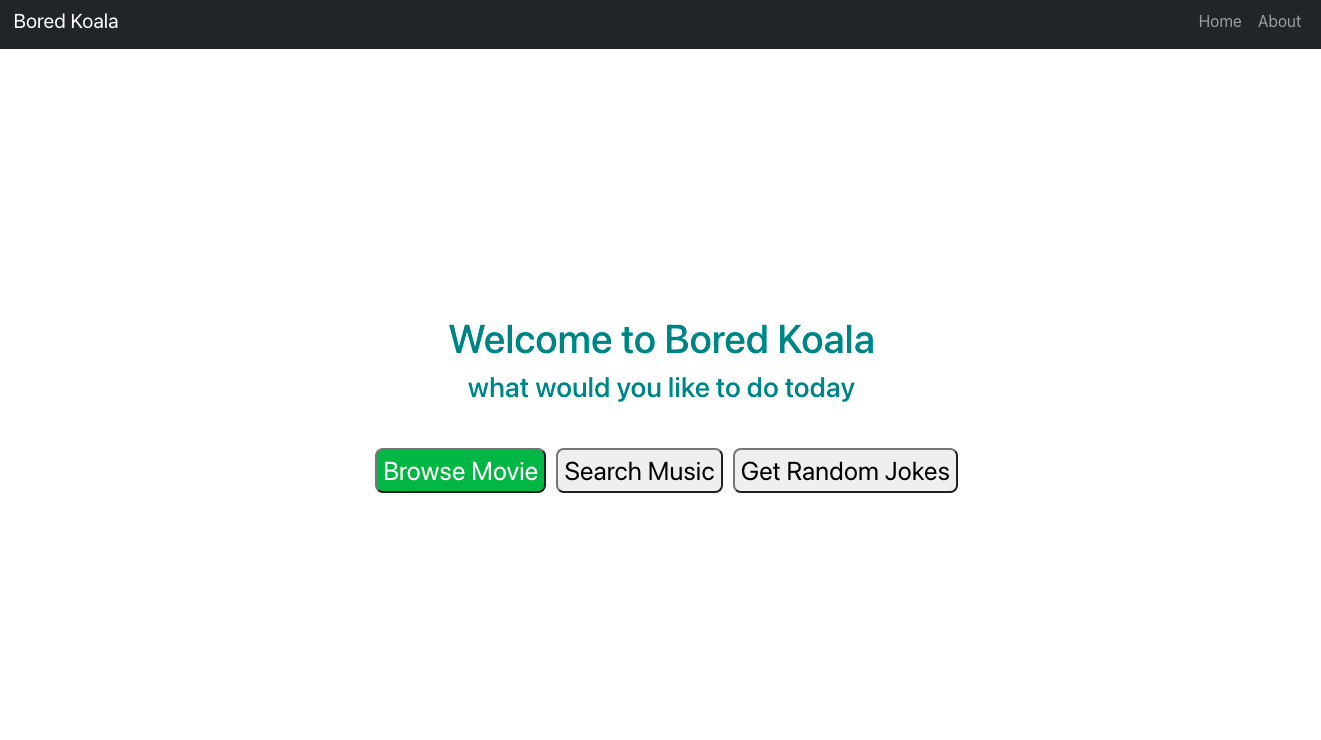 Bored Koala
Home About
Welcome to Bored Koala
what would you like to do today
Browse Movie Search Music Get Random Jokes